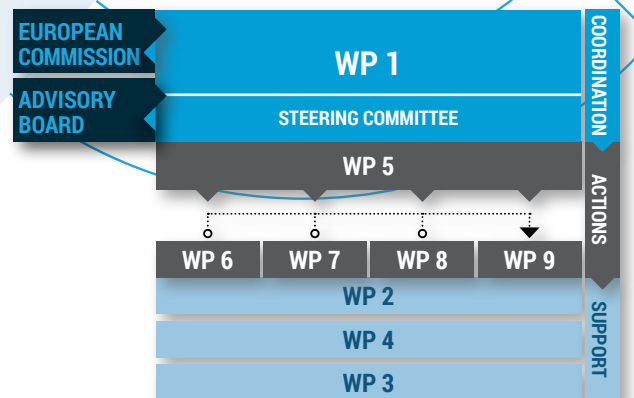 EUROPEAN
COMMISSION
ADVISORY
BOARD
WP 1
STEERING COMMITTEE
WP 5
WP 6
WP 7
WP 8
WP 9
WP 2
WP 4
WP 3
COORDINATION
ACTIONS
SUPPORT